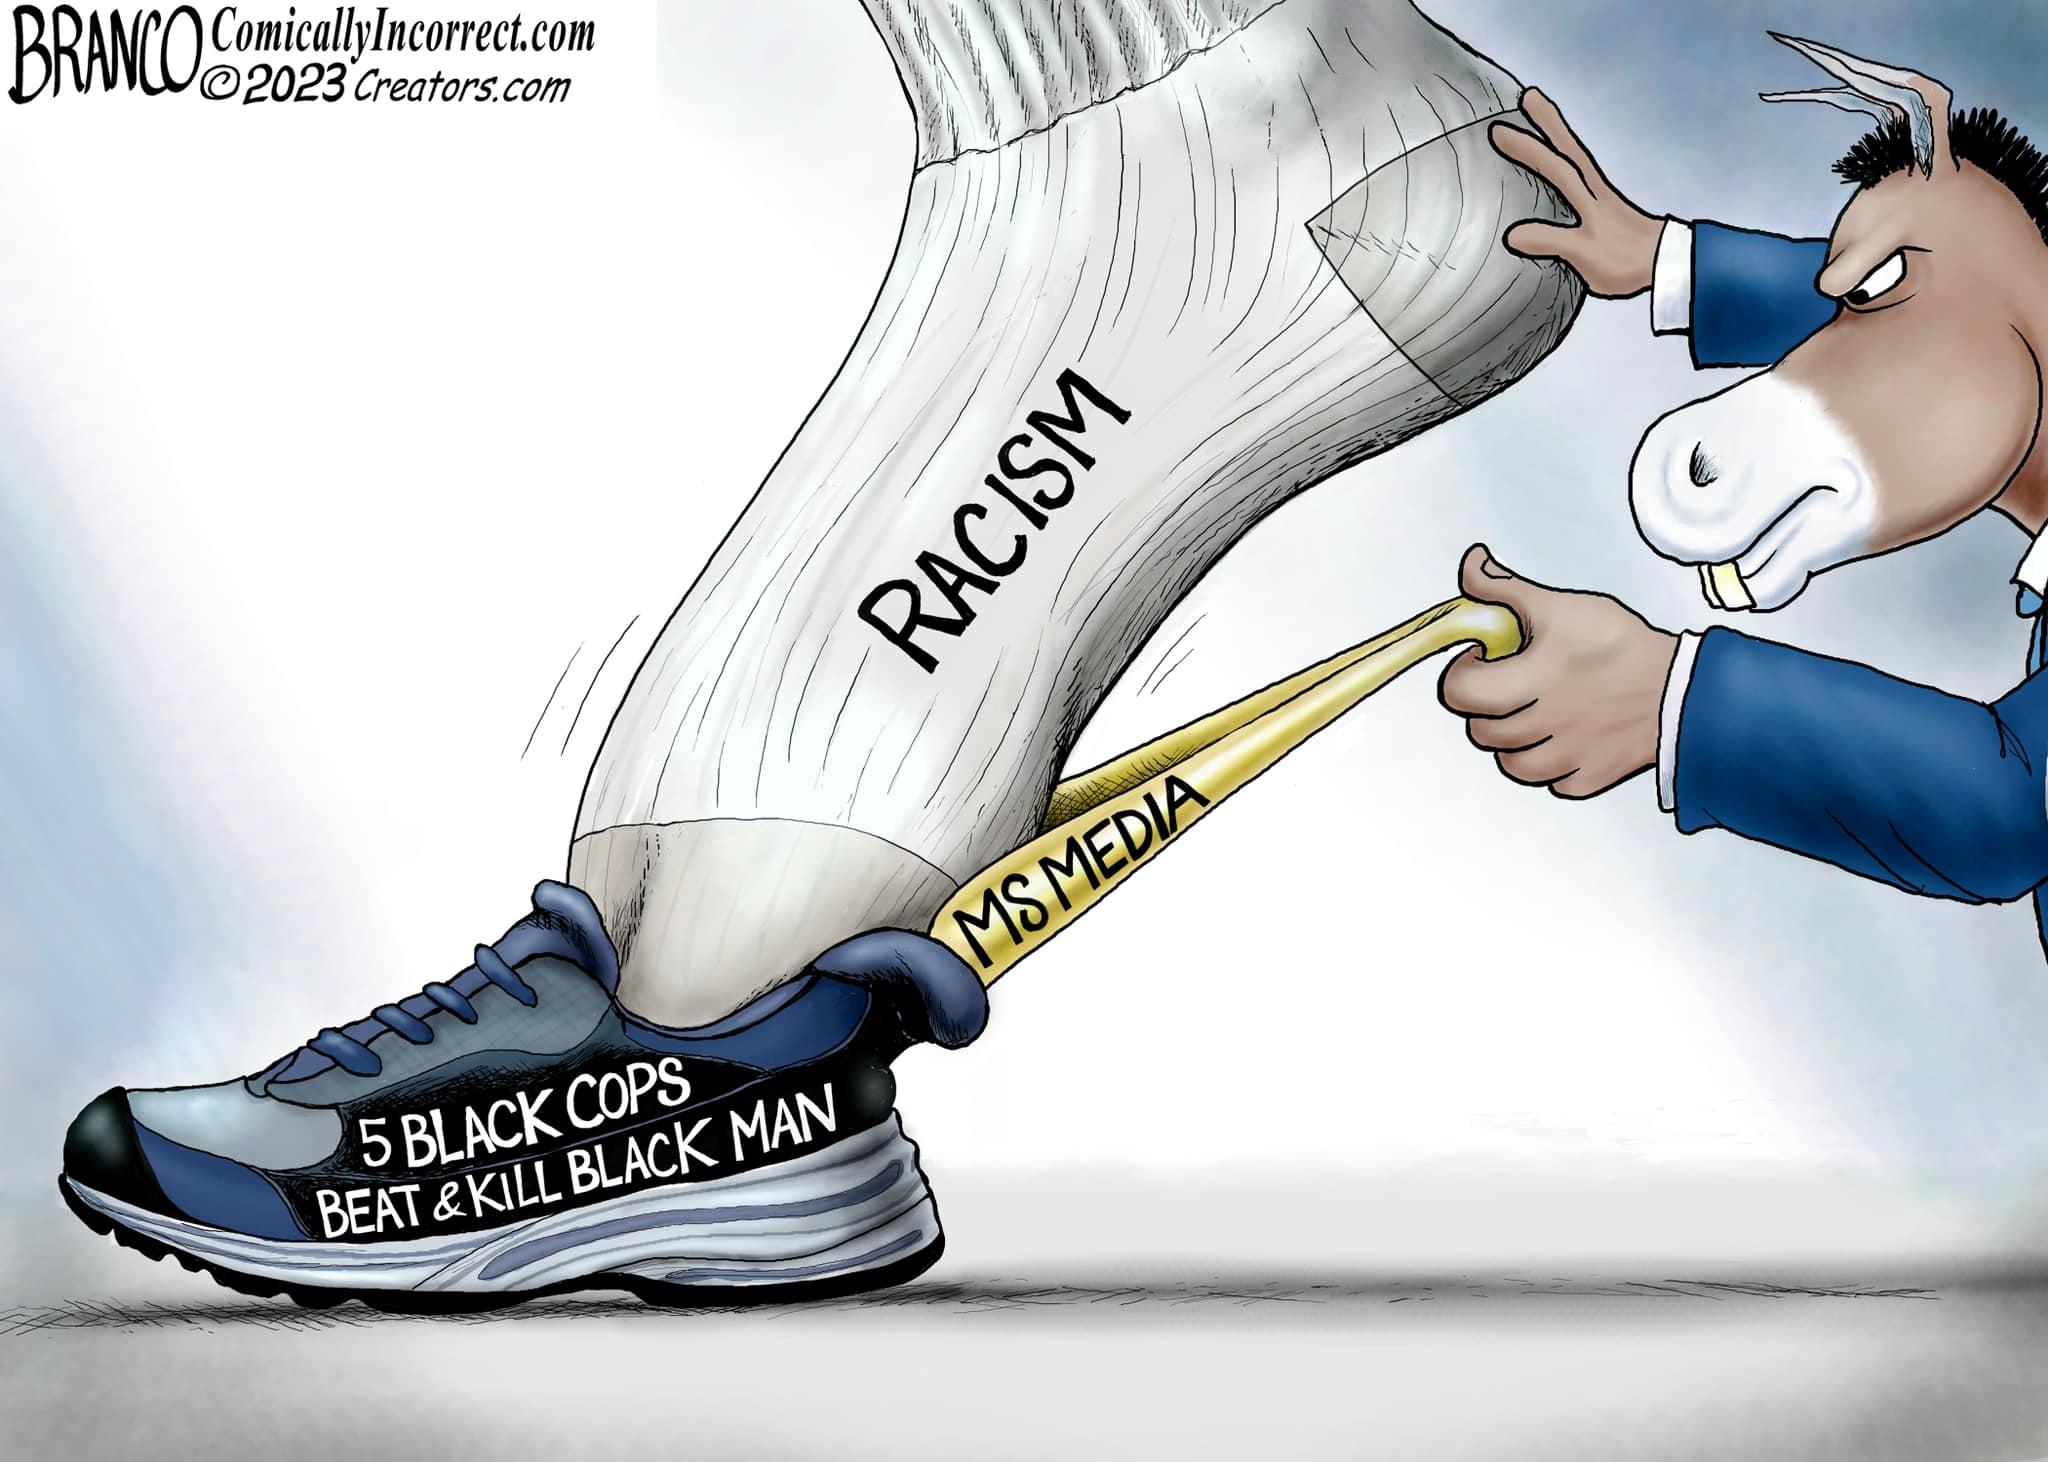 BRANCO ComicallyIncorrect.com
©2023 Creators.com
RACISM
MS MEDIA
5 BLACK COPS
BEAT & KILL BLACK MAN